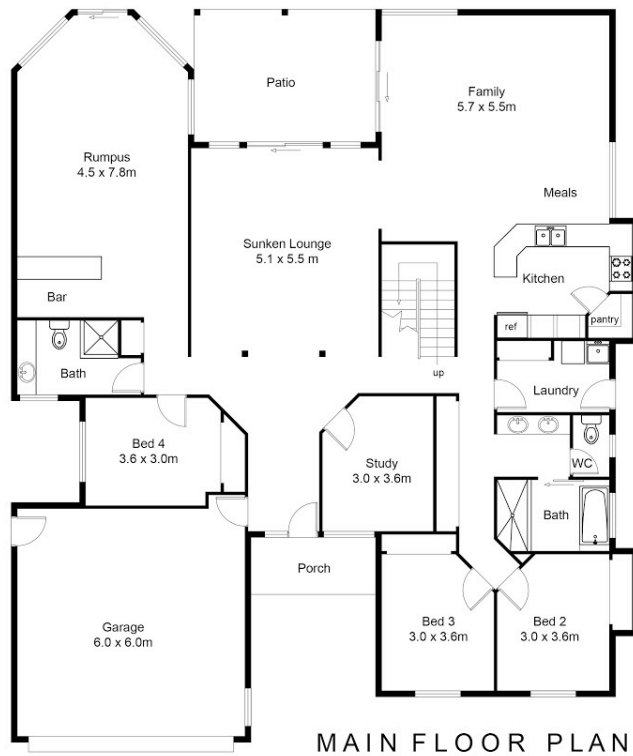 Patio
Family
5.7 x 5.5m
Rumpus
4.5 x 7.8m
Meals
Sunken Lounge
5.1 x 5.5 m
Kitchen
Bar
pantry
ref
Bath
up
Laundry
Bed 4
3.6 x 3.0m
Study
3.0 x 3.6m
WC
Bath
Porch
Garage
6.0 x 6.0m
Bed 3
3.0 x 3.6m
Bed 2
3.0 x 3.6m
MAIN FLOOR PLAN